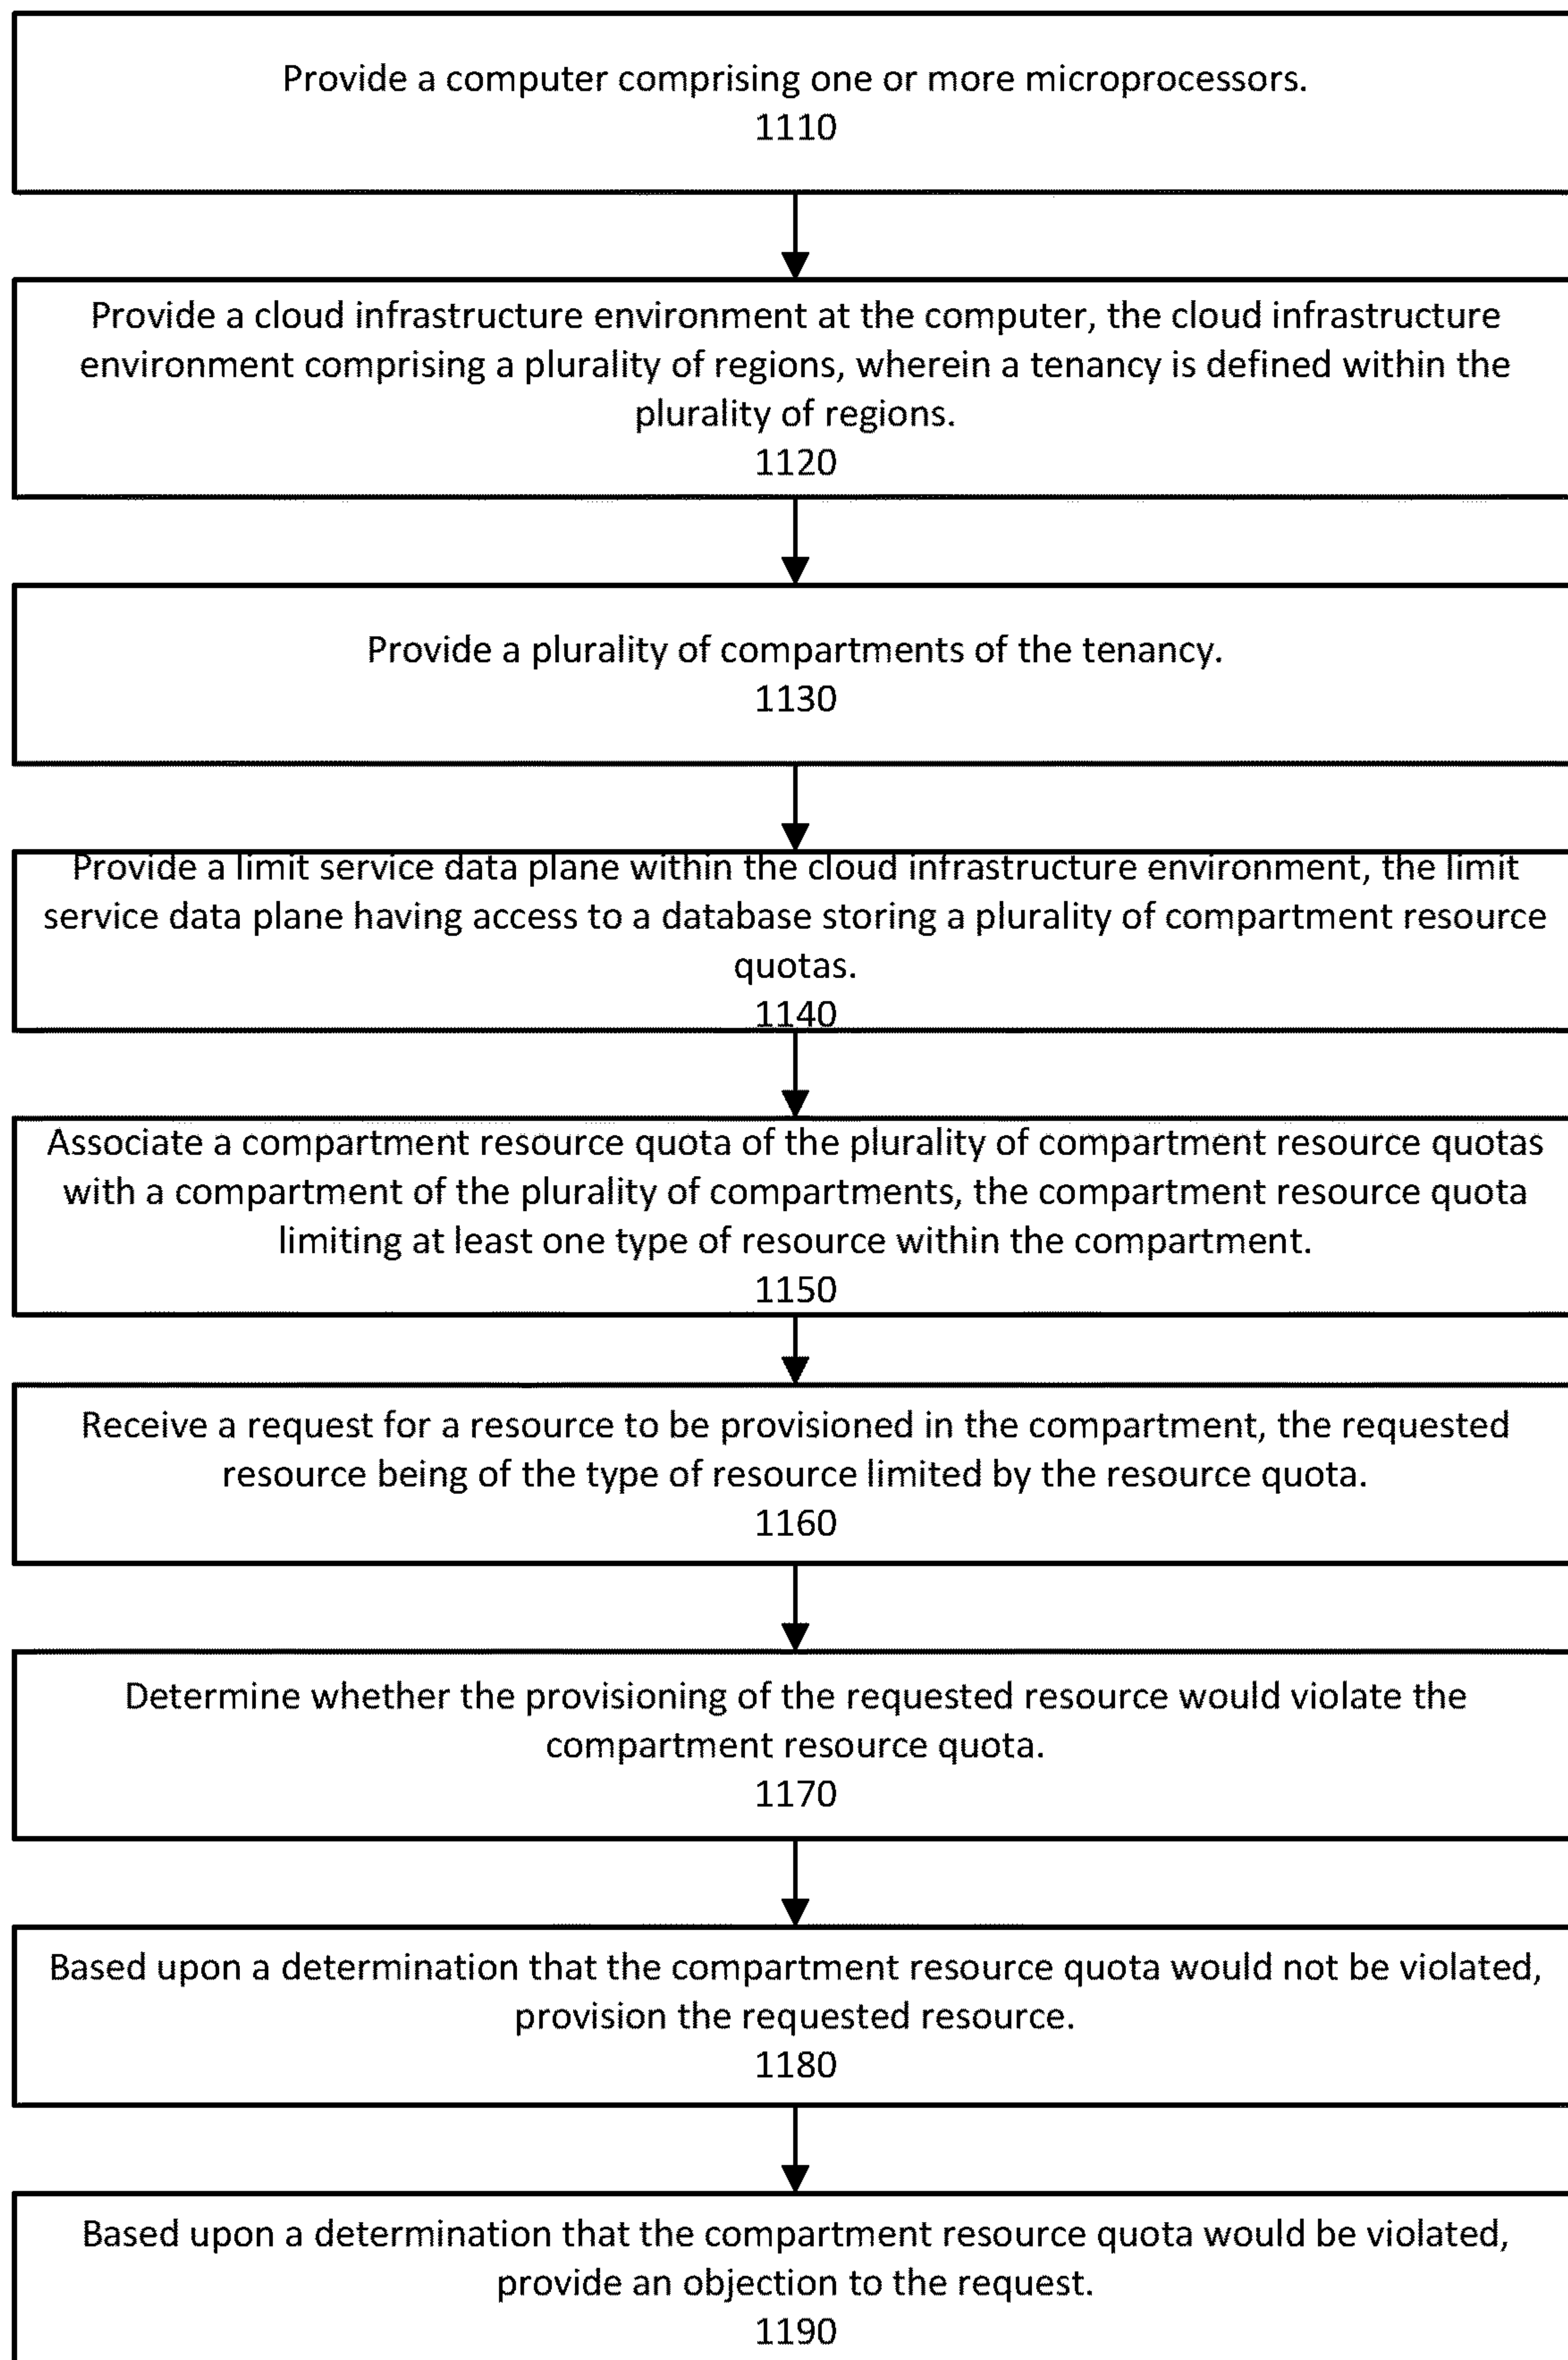 Provide a computer comprising one or more microprocessors.
1110
Provide a cloud infrastructure environment at the computer, the cloud infrastructure
environment comprising a plurality of regions, wherein a tenancy is defined within the
plurality of regions.
1120
Provide a plurality of compartments of the tenancy.
1130
Provide a limit service data plane within the cloud infrastructure environment, the limit
service data plane having access to a database storing a plurality of compartment resource
quotas.
1140
Associate a compartment resource quota of the plurality of compartment resource quotas
with a compartment of the plurality of compartments, the compartment resource quota
limiting at least one type of resource within the compartment.
1150
Receive a request for a resource to be provisioned in the compartment, the requested
resource being of the type of resource limited by the resource quota.
1160
Determine whether the provisioning of the requested resource would violate the
compartment resource quota.
1170
Based upon a determination that the compartment resource quota would not be violated,
provision the requested resource.
1180
Based upon a determination that the compartment resource quota would be violated,
provide an objection to the request.
1190